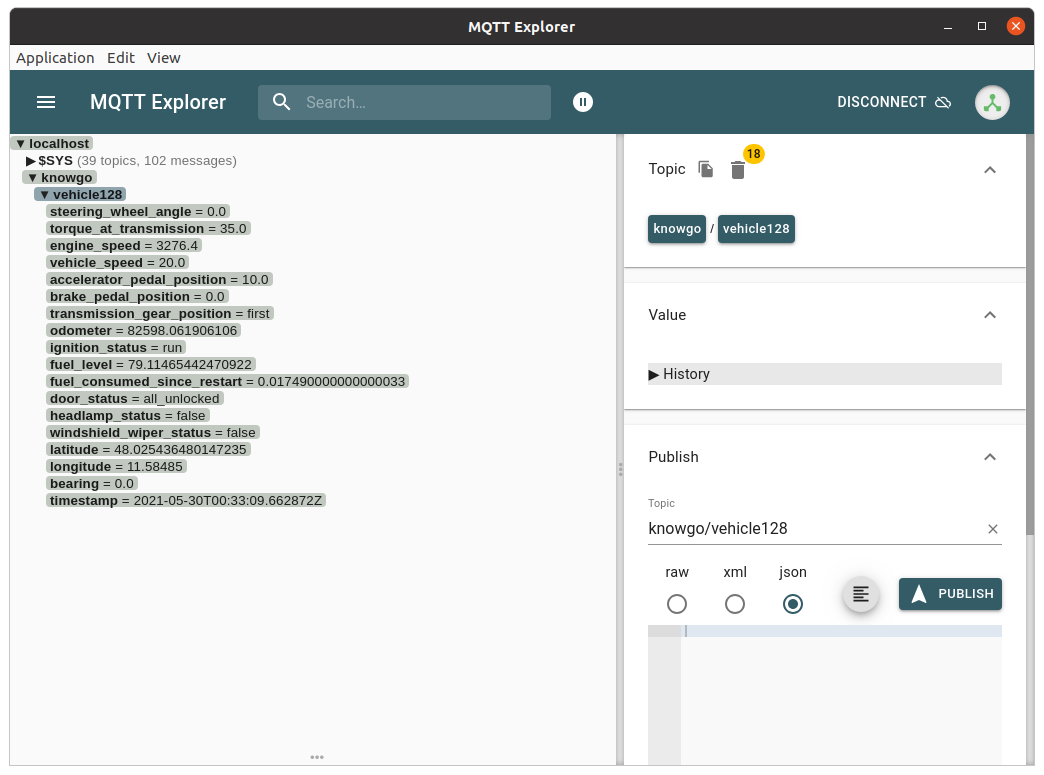 MQTT Explorer
Application Edit View
MQTT Explorer
Search...
DISCONNECT
▼ localhost
▶ $SYS (39 topics, 102 messages)
▼ knowgo
▼ vehicle128
steering_wheel_angle = 0.0
torque_at_transmission = 35.0
engine_speed = 3276.4
vehicle_speed = 20.0
accelerator_pedal_position = 10.0
brake_pedal_position = 0.0
transmission_gear_position = first
odometer = 82598.061906106
ignition_status = run
fuel_level = 79.11465442470922
fuel_consumed_since_restart = 0.017490000000000033
door_status = all_unlocked
headlamp_status = false
windshield_wiper_status = false
latitude = 48.025436480147235
longitude = 11.58485
bearing = 0.0
timestamp = 2021-05-30T00:33:09.662872Z
Topic 18
knowgo / vehicle128
Value
▶ History
Publish
Topic
knowgo/vehicle128
raw xml json
PUBLISH